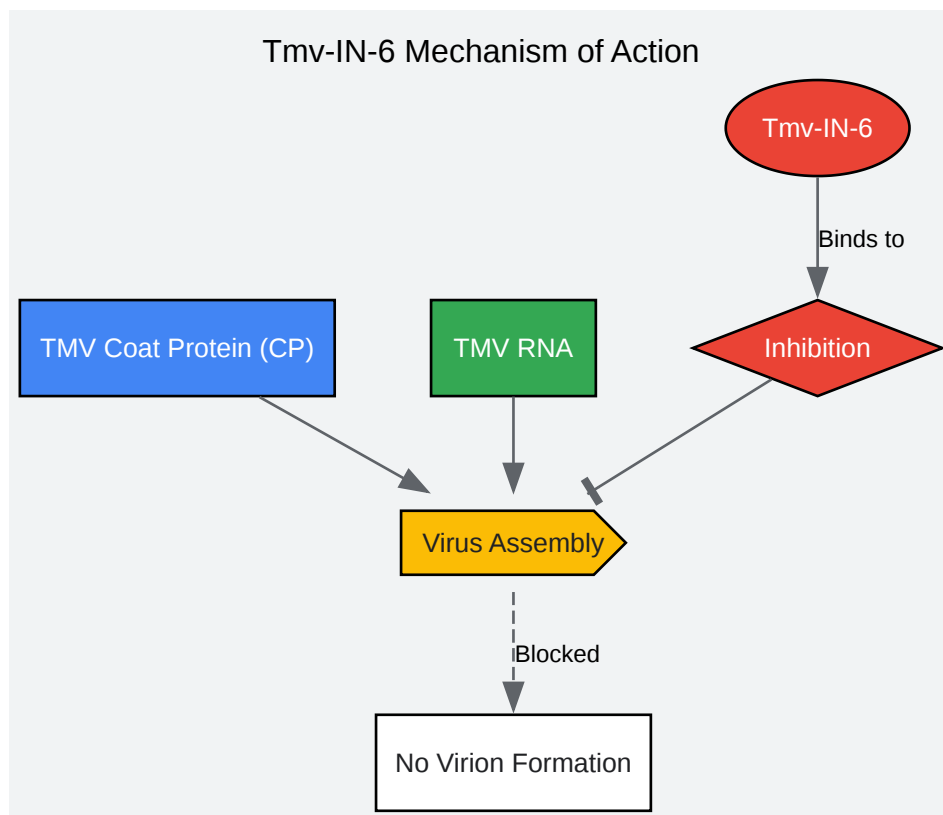 Tmv-IN-6 Mechanism of Action
Tmv-IN-6
Binds to
TMV Coat Protein (CP)
TMV RNA
Inhibition
Virus Assembly
Blocked
No Virion Formation